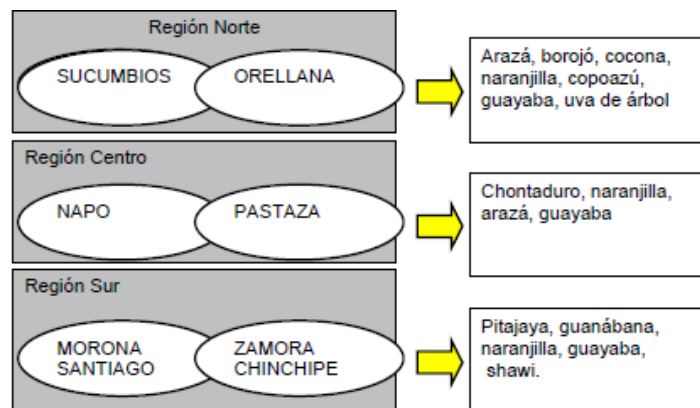 Región Norte
SUCUMBIOS
ORELLANA
Arazá, borojó, cocona,
naranjilla, copoazú,
guayaba, uva de árbol
Región Centro
NAPO
PASTAZA
Chontaduro, naranjilla,
arazá, guayaba
Región Sur
MORONA
SANTIAGO
ZAMORA
CHINCHIPE
Pitajaya, guanábana,
naranjilla, guayaba,
shawi.